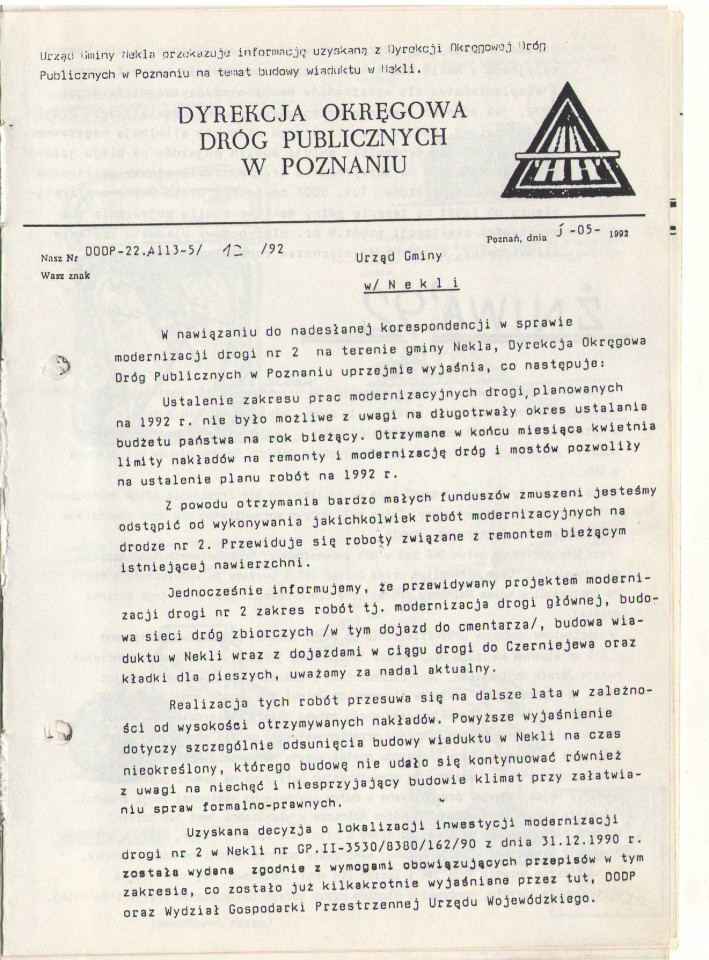 Urząd Gminy Nekla przekazuje informację uzyskaną z Dyrekcji Okręgowej Dróg
Publicznych w Poznaniu na temat budowy wiaduktu w Nekli.
DYREKCJA OKRĘGOWA
DRÓG PUBLICZNYCH
W POZNANIU
Poznań, dnia 5 -05- 1992
Nasz Nr DODP-22.A113-5/ 12 /92
Wasz znak
Urząd Gminy
w/ N e k l i
W nawiązaniu do nadesłanej korespondencji w sprawie
modernizacji drogi nr 2 na terenie gminy Nekla, Dyrekcja Okręgowa
Dróg Publicznych w Poznaniu uprzejmie wyjaśnia, co następuje:
Ustalenie zakresu prac modernizacyjnych drogi, planowanych
na 1992 r. nie było możliwe z uwagi na długotrwały okres ustalania
budżetu państwa na rok bieżący. Otrzymane w końcu miesiąca kwietnia
limity nakładów na remonty i modernizację dróg i mostów pozwoliły
na ustalenie planu robót na 1992 r.
Z powodu otrzymania bardzo małych funduszów zmuszeni jesteśmy
odstąpić od wykonywania jakichkolwiek robót modernizacyjnych na
drodze nr 2. Przewiduje się roboty związane z remontem bieżącym
istniejącej nawierzchni.
Jednocześnie informujemy, że przewidywany projektem moderni-
zacji drogi nr 2 zakres robót tj. modernizacja drogi głównej, budo-
wa sieci dróg zbiorczych /w tym dojazd do cmentarza/, budowa wia-
duktu w Nekli wraz z dojazdami w ciągu drogi do Czerniejewa oraz
kładki dla pieszych, uważamy za nadal aktualny.
Realizacja tych robót przesuwa się na dalsze lata w zależno-
ści od wysokości otrzymywanych nakładów. Powyższe wyjaśnienie
dotyczy szczególnie odsunięcia budowy wiaduktu w Nekli na czas
nieokreślony, którego budowę nie udało się kontynuować również
z uwagi na niechęć i niesprzyjający budowie klimat przy załatwia-
niu spraw formalno-prawnych.
Uzyskana decyzja o lokalizacji inwestycji modernizacji
drogi nr 2 w Nekli nr GP.II-3530/8380/162/90 z dnia 31.12.1990 r.
została wydana zgodnie z wymogami obowiązujących przepisów w tym
zakresie, co zostało już kilkakrotnie wyjaśniane przez tut, DODP
oraz Wydział Gospodarki Przestrzennej Urzędu Wojewódzkiego.